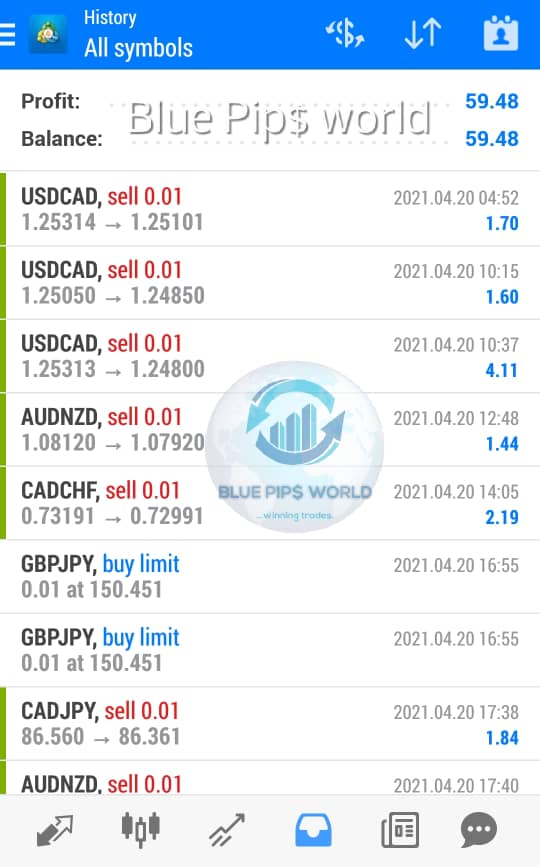 History
All symbols
Profit: 59.48
Blue Pip$ world
Balance: 59.48
USDCAD, sell 0.01 2021.04.20 04:52
1.25314 → 1.25101 1.70
USDCAD, sell 0.01 2021.04.20 10:15
1.25050 → 1.24850 1.60
USDCAD, sell 0.01 2021.04.20 10:37
1.25313 → 1.24800 4.11
AUDNZD, sell 0.01 2021.04.20 12:48
1.08120 → 1.07920 1.44
CADCHF, sell 0.01 2021.04.20 14:05
0.73191 → 0.72991 2.19
BLUE PIP$ WORLD
...winning trades.
GBPJPY, buy limit 2021.04.20 16:55
0.01 at 150.451
GBPJPY, buy limit 2021.04.20 16:55
0.01 at 150.451
CADJPY, sell 0.01 2021.04.20 17:38
86.560 → 86.361 1.84
AUDNZD, sell 0.01 2021.04.20 17:40